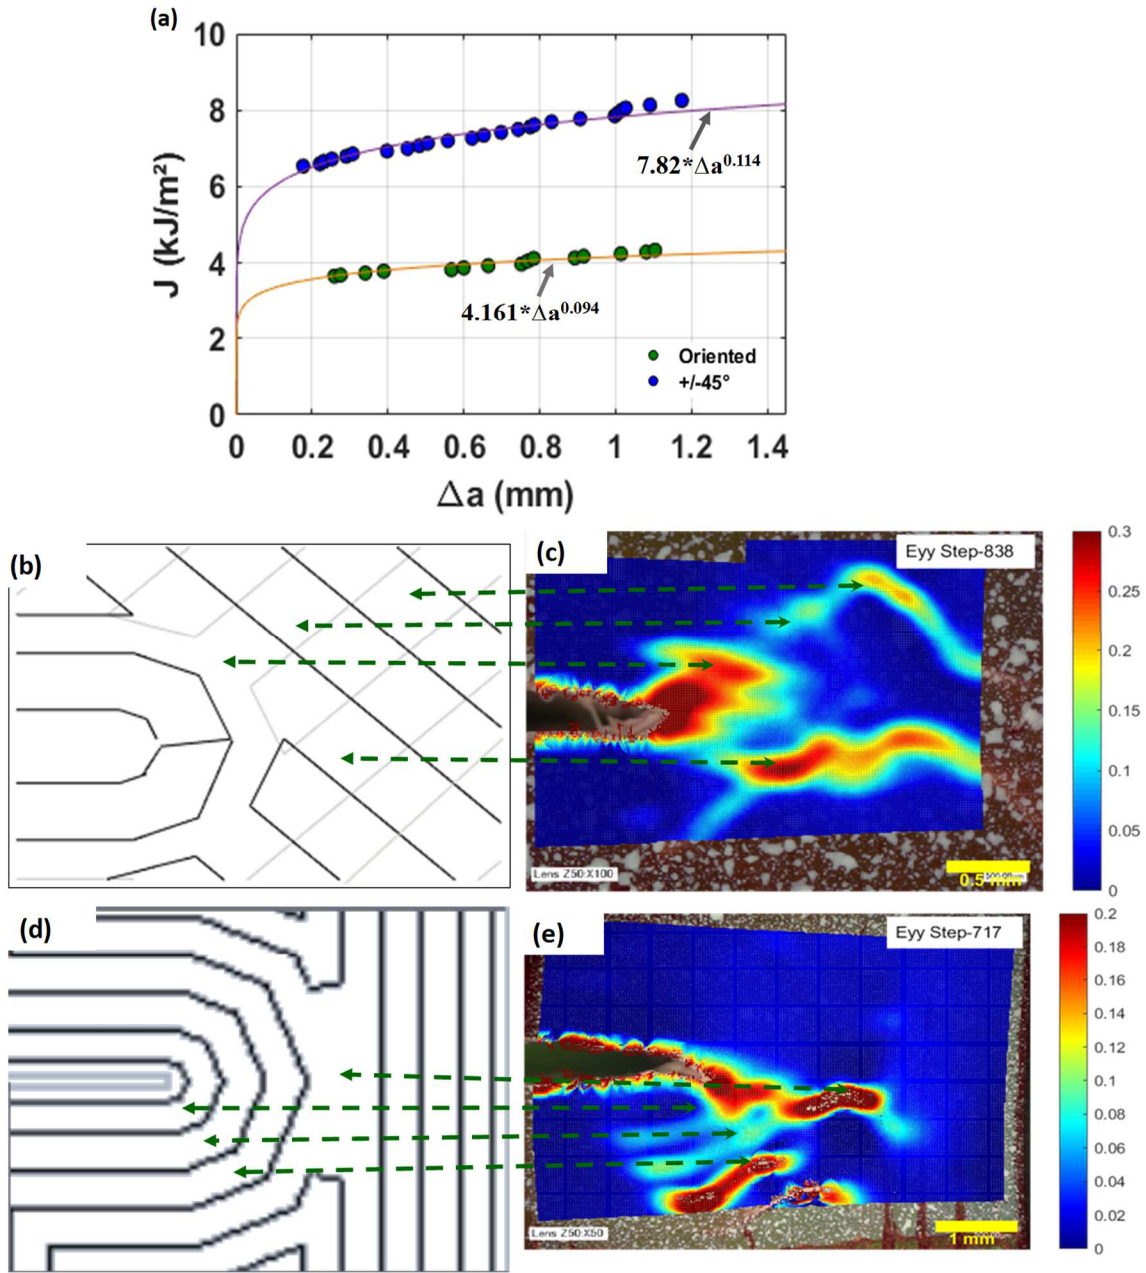 (a)
10
8
6
4
2
0
J (kJ/m²)
7.82*Δa^0.114
4.161*Δa^0.094
Oriented
+/-45°
0 0.2 0.4 0.6 0.8 1 1.2 1.4
Δa (mm)
(b)
(c)
Eyy Step-838
Lens Z50:X100
0.5 mm
0.3
0.25
0.2
0.15
0.1
0.05
0
(d)
(e)
Eyy Step-717
Lens Z50:X50
1 mm
0.2
0.18
0.16
0.14
0.12
0.1
0.08
0.06
0.04
0.02
0